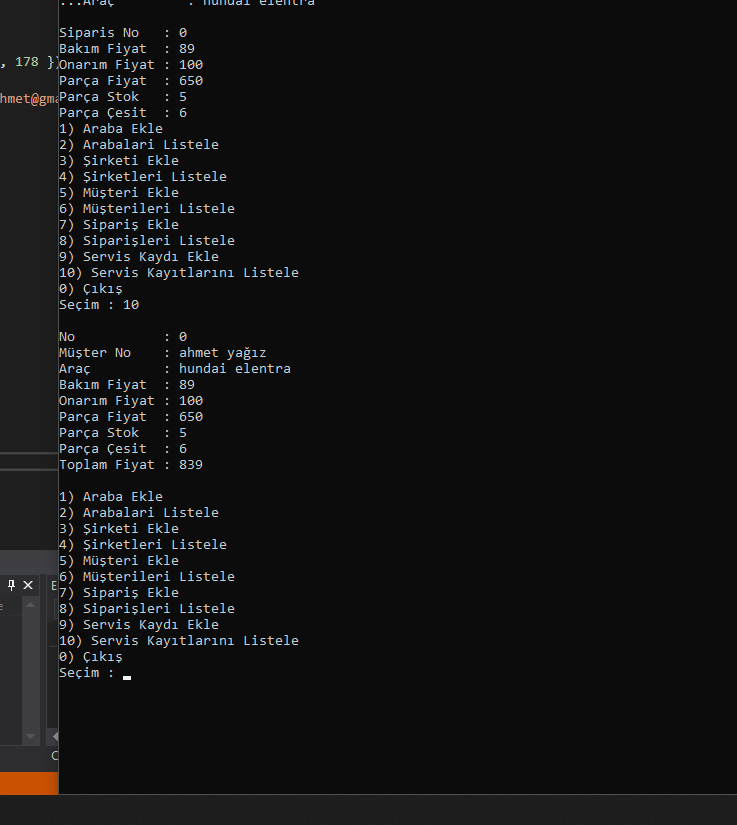 ...Araç : hundai elentra
Siparis No : 0
Bakım Fiyat : 89
, 178 }) Onarım Fiyat : 100
Parça Fiyat : 650
hmet@gma Parça Stok : 5
Parça Çesit : 6
1) Araba Ekle
2) Arabalari Listele
3) Şirketi Ekle
4) Şirketleri Listele
5) Müşteri Ekle
6) Müşterileri Listele
7) Sipariş Ekle
8) Siparişleri Listele
9) Servis Kaydı Ekle
10) Servis Kayıtlarını Listele
0) Çıkış
Seçim : 10
No : 0
Müşter No : ahmet yağız
Araç : hundai elentra
Bakım Fiyat : 89
Onarım Fiyat : 100
Parça Fiyat : 650
Parça Stok : 5
Parça Çesit : 6
Toplam Fiyat : 839
1) Araba Ekle
2) Arabalari Listele
3) Şirketi Ekle
4) Şirketleri Listele
5) Müşteri Ekle
6) Müşterileri Listele
7) Sipariş Ekle
8) Siparişleri Listele
9) Servis Kaydı Ekle
10) Servis Kayıtlarını Listele
0) Çıkış
Seçim :